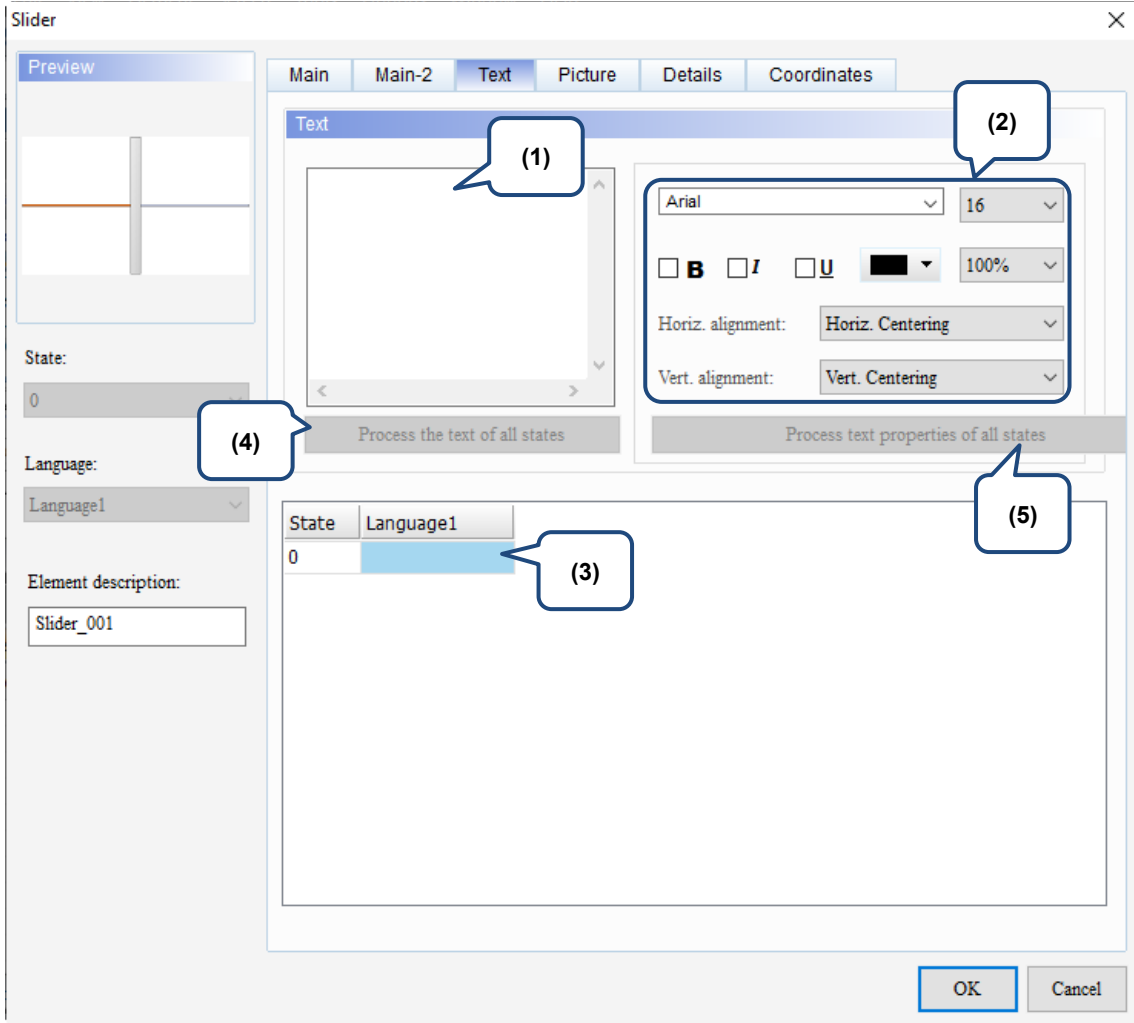 Slider
Preview
Main Main-2 Text Picture Details Coordinates
(2)
Text
(1)
Arial 16
B I U 100%
Horiz. alignment: Horiz. Centering
State:
Vert. alignment: Vert. Centering
0
(4)
Process the text of all states Process text properties of all states
Language:
Language1
(5)
State Language1
0
(3)
Element description:
Slider_001
OK Cancel